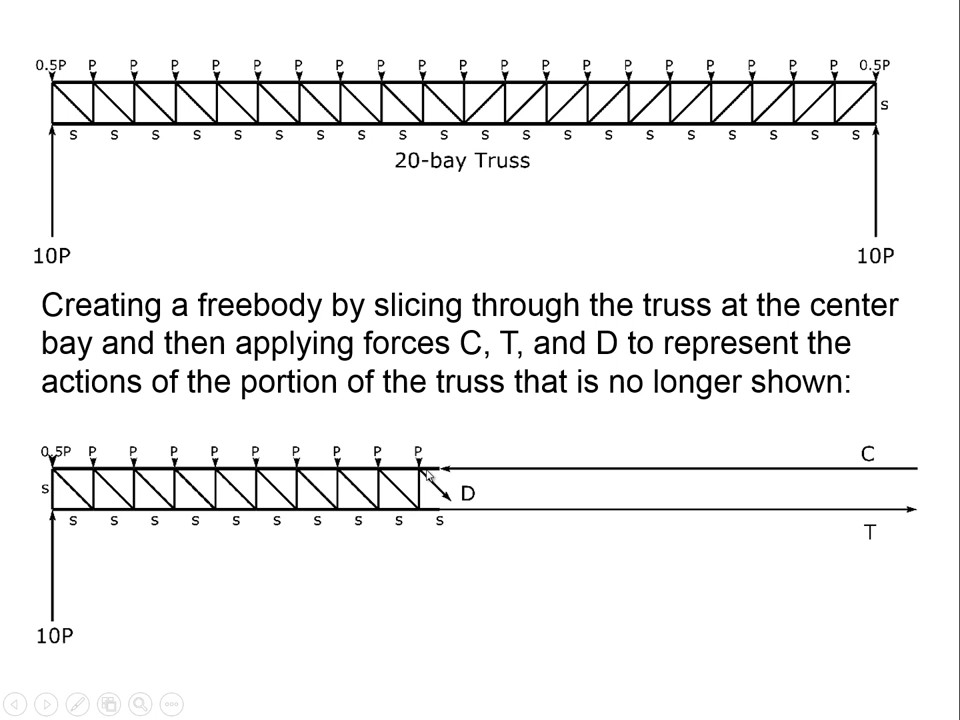 0.5P P P P P P P P P P P P P P P P P P P P 0.5P
s
s s s s s s s s s s s s s s s s s s s s
20-bay Truss
10P 10P
Creating a freebody by slicing through the truss at the center
bay and then applying forces C, T, and D to represent the
actions of the portion of the truss that is no longer shown:
0.5P P P P P P P P P P C
s D
s s s s s s s s s s
T
10P